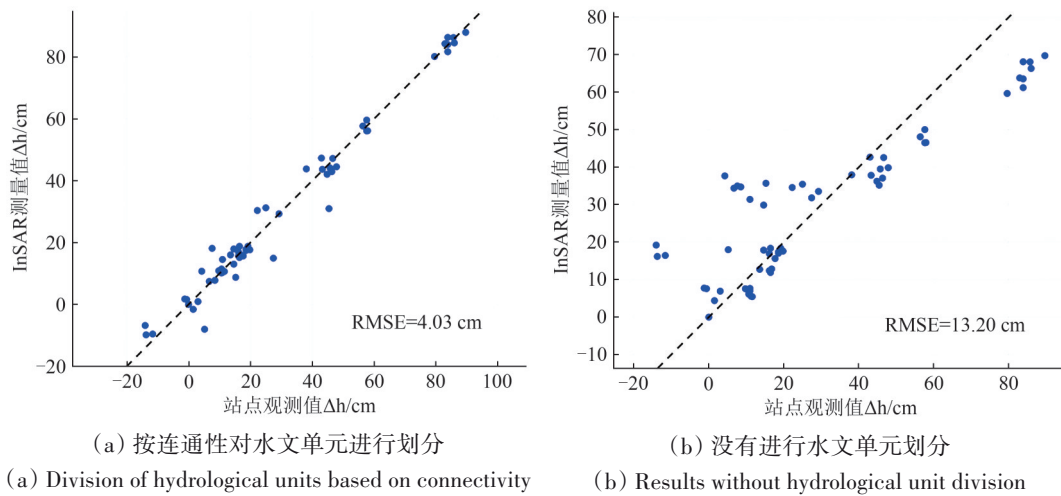 80
60
40
20
0
−20
InSAR测量值Δh/cm
RMSE=4.03 cm
−20 0 20 40 60 80 100
站点观测值Δh/cm
(a) 按连通性对水文单元进行划分
(a) Division of hydrological units based on connectivity
80
70
60
50
40
30
20
10
0
−10
InSAR测量值Δh/cm
RMSE=13.20 cm
−20 0 20 40 60 80
站点观测值Δh/cm
(b) 没有进行水文单元划分
(b) Results without hydrological unit division